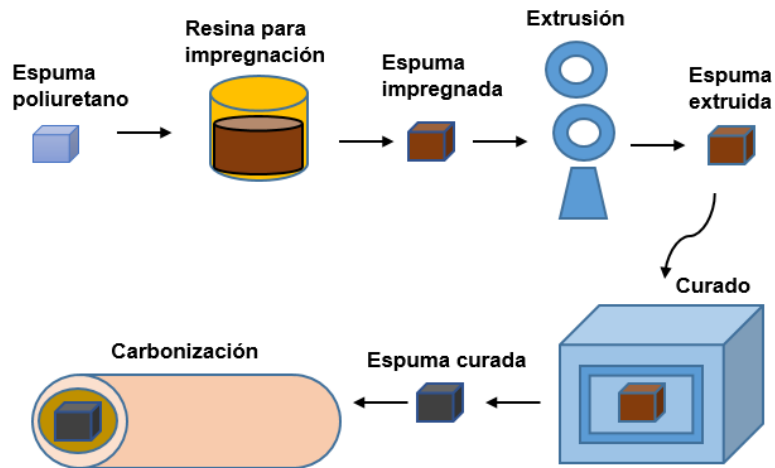 Espuma
poliuretano
Resina para
impregnación
Espuma
impregnada
Extrusión
Espuma
extruida
Curado
Espuma curada
Carbonización